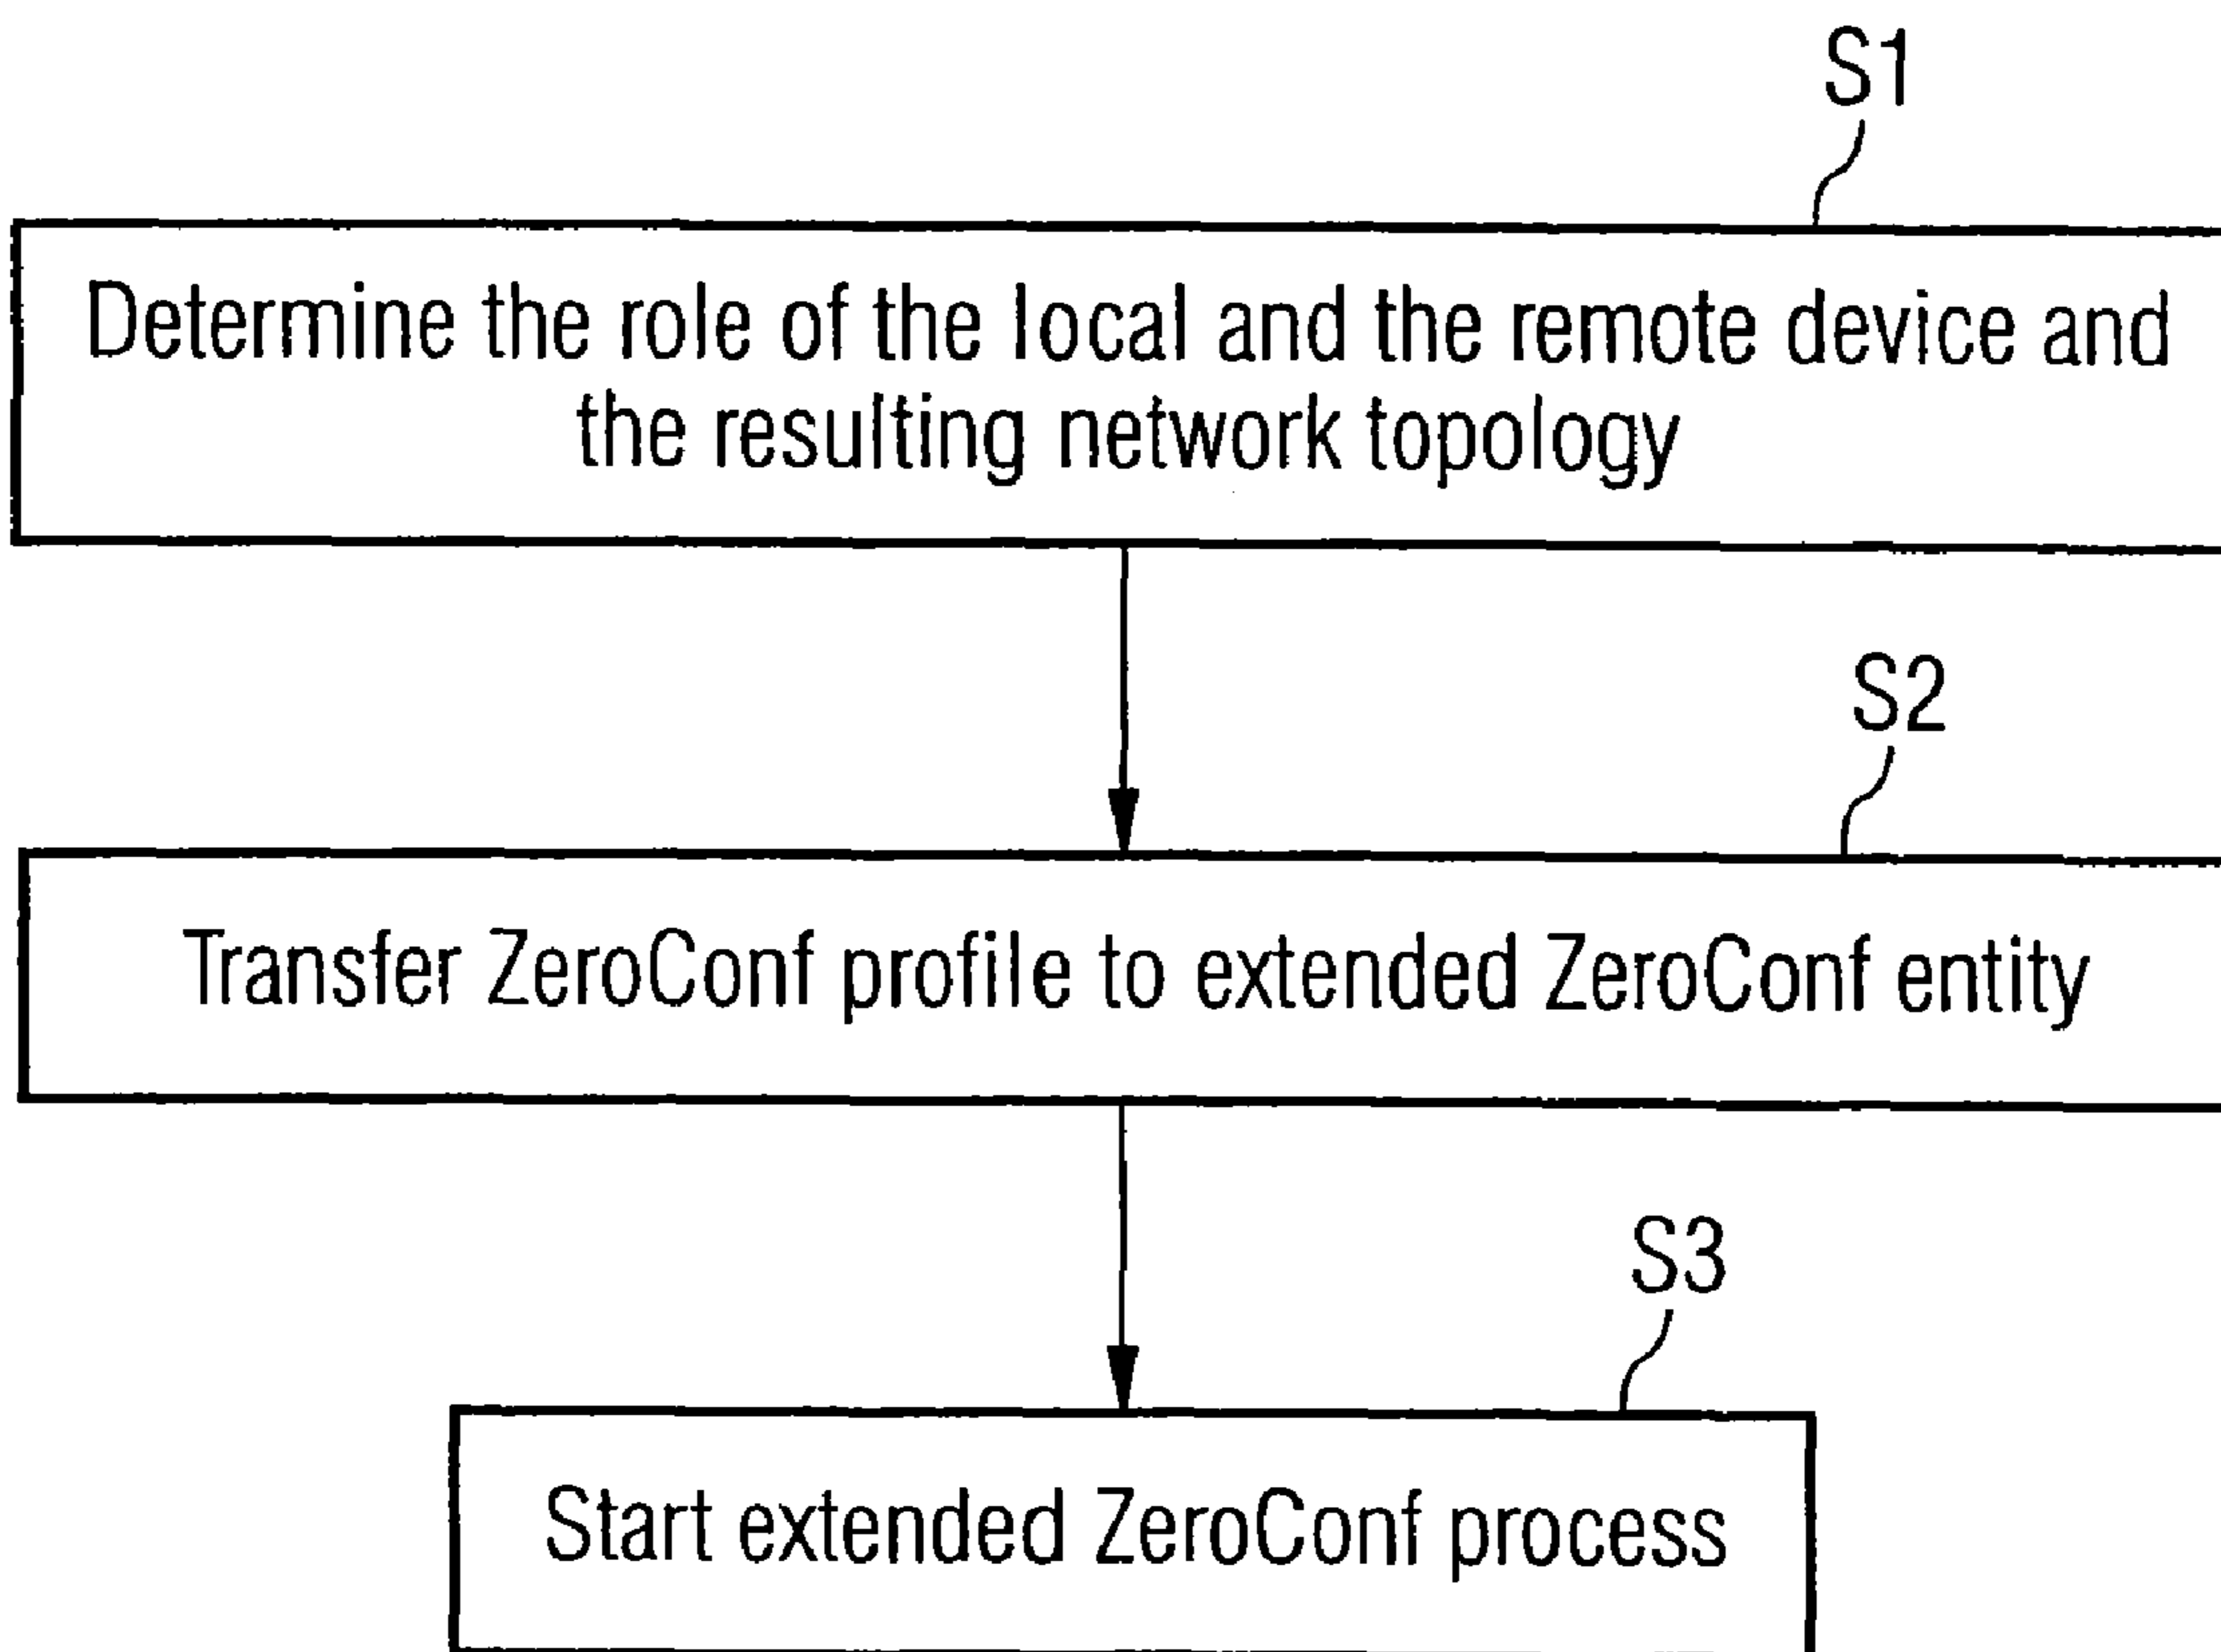 S1
Determine the role of the local and the remote device and
the resulting network topology
S2
Transfer ZeroConf profile to extended ZeroConf entity
S3
Start extended ZeroConf process